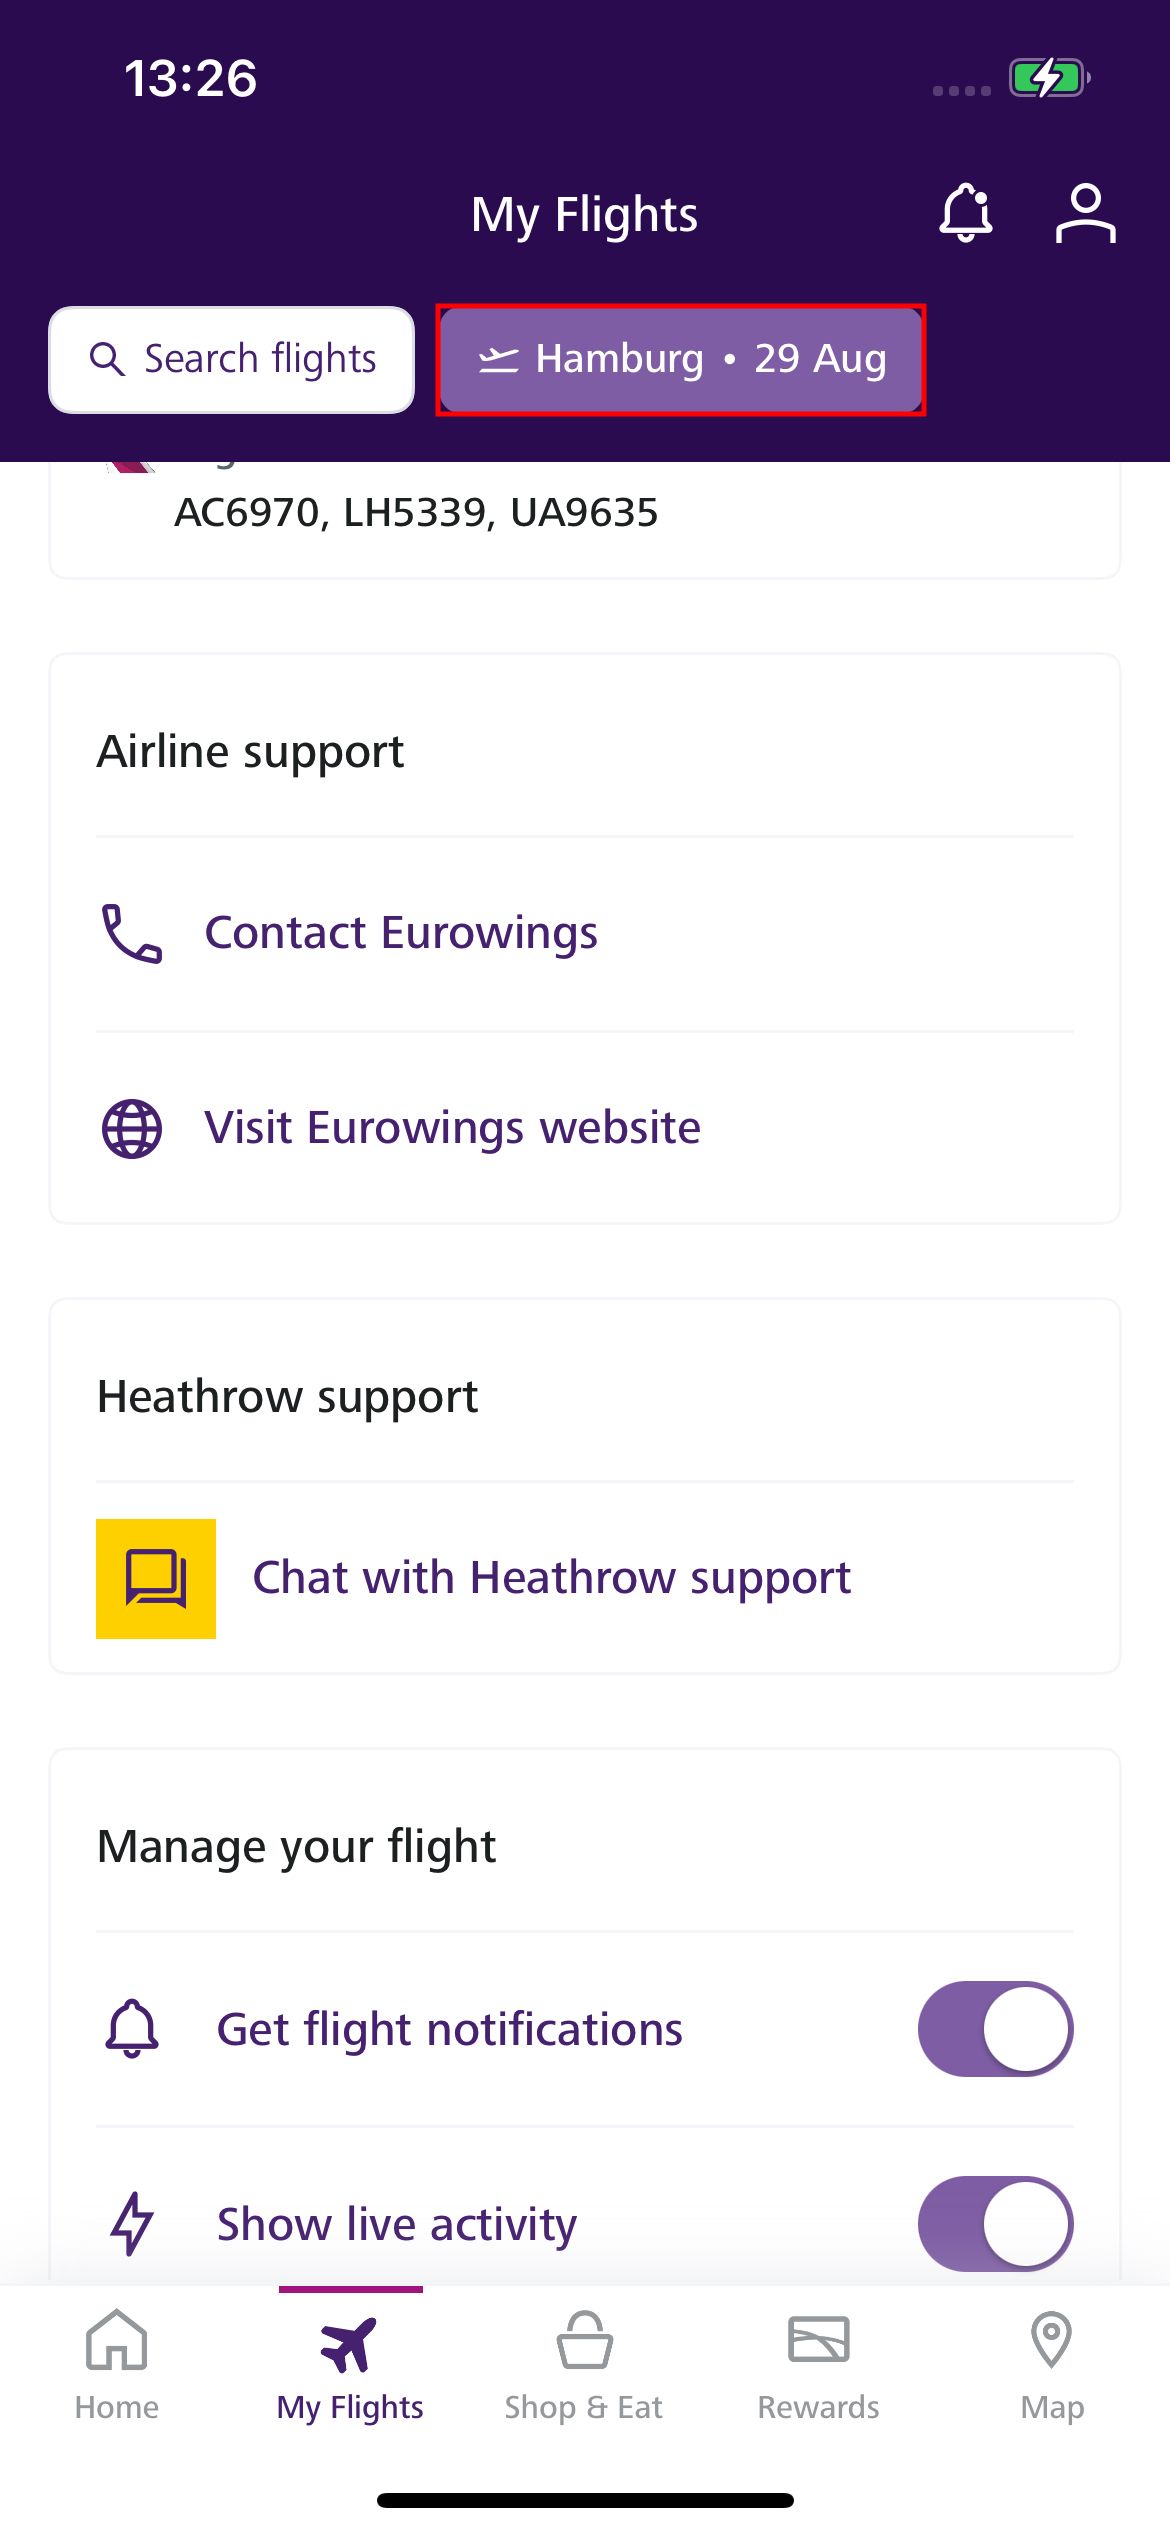 13:26
My Flights
Search flights
Hamburg • 29 Aug
AC6970, LH5339, UA9635
Airline support
Contact Eurowings
Visit Eurowings website
Heathrow support
Chat with Heathrow support
Manage your flight
Get flight notifications
Show live activity
Home
My Flights
Shop & Eat
Rewards
Map